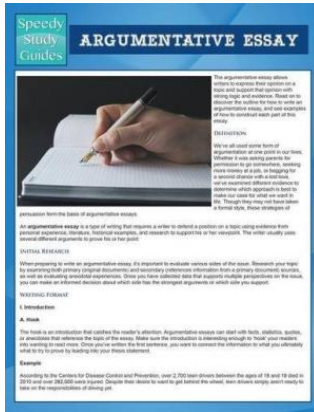 Speedy
Study
Guides
ARGUMENTATIVE ESSAY
The argumentative essay allows
writers to express their opinion on a
topic and support that opinion with
strong logic and evidence. Read on to
discover the outline for how to write an
argumentative essay, and see examples
of how to construct each part of this
essay.
DEFINITION
We've all used some form of
argumentation at one point in our lives.
Whether it was asking parents for
permission to go somewhere, seeking
more money at a job, or begging for
a second chance with a lost love,
we've examined different evidence to
determine which approach is best to
make our case for what we want in
life. Though they may not have taken
a formal style, these strategies of
persuasion form the basis of argumentative essays.
An argumentative essay is a type of writing that requires a writer to defend a position on a topic using evidence from
personal experience, literature, historical examples, and research to support his or her viewpoint. The writer usually uses
several different arguments to prove his or her point.
INITIAL RESEARCH
When preparing to write an argumentative essay, it's important to evaluate various sides of the issue. Research your topic
by examining both primary (original documents) and secondary (references information from a primary document) sources,
as well as evaluating anecdotal experiences. Once you have collected data that supports multiple perspectives on the issue,
you can make an informed decision about which side has the strongest arguments or which side you support.
WRITING FORMAT
I. Introduction
A. Hook
The hook is an introduction that catches the reader's attention. Argumentative essays can start with facts, statistics, quotes,
or anecdotes that reference the topic of the essay. Make sure the introduction is interesting enough to 'hook' your readers
into wanting to read more. Once you've written the first sentence, you want to connect the information to what you ultimately
what to try to prove by leading into your thesis statement.
Example
According to the Centers for Disease Control and Prevention, over 2,700 teen drivers between the ages of 16 and 19 died in
2010 and over 282,000 were injured. Despite their desire to want to get behind the wheel, teen drivers simply aren't ready to
take on the responsibilities of driving yet.